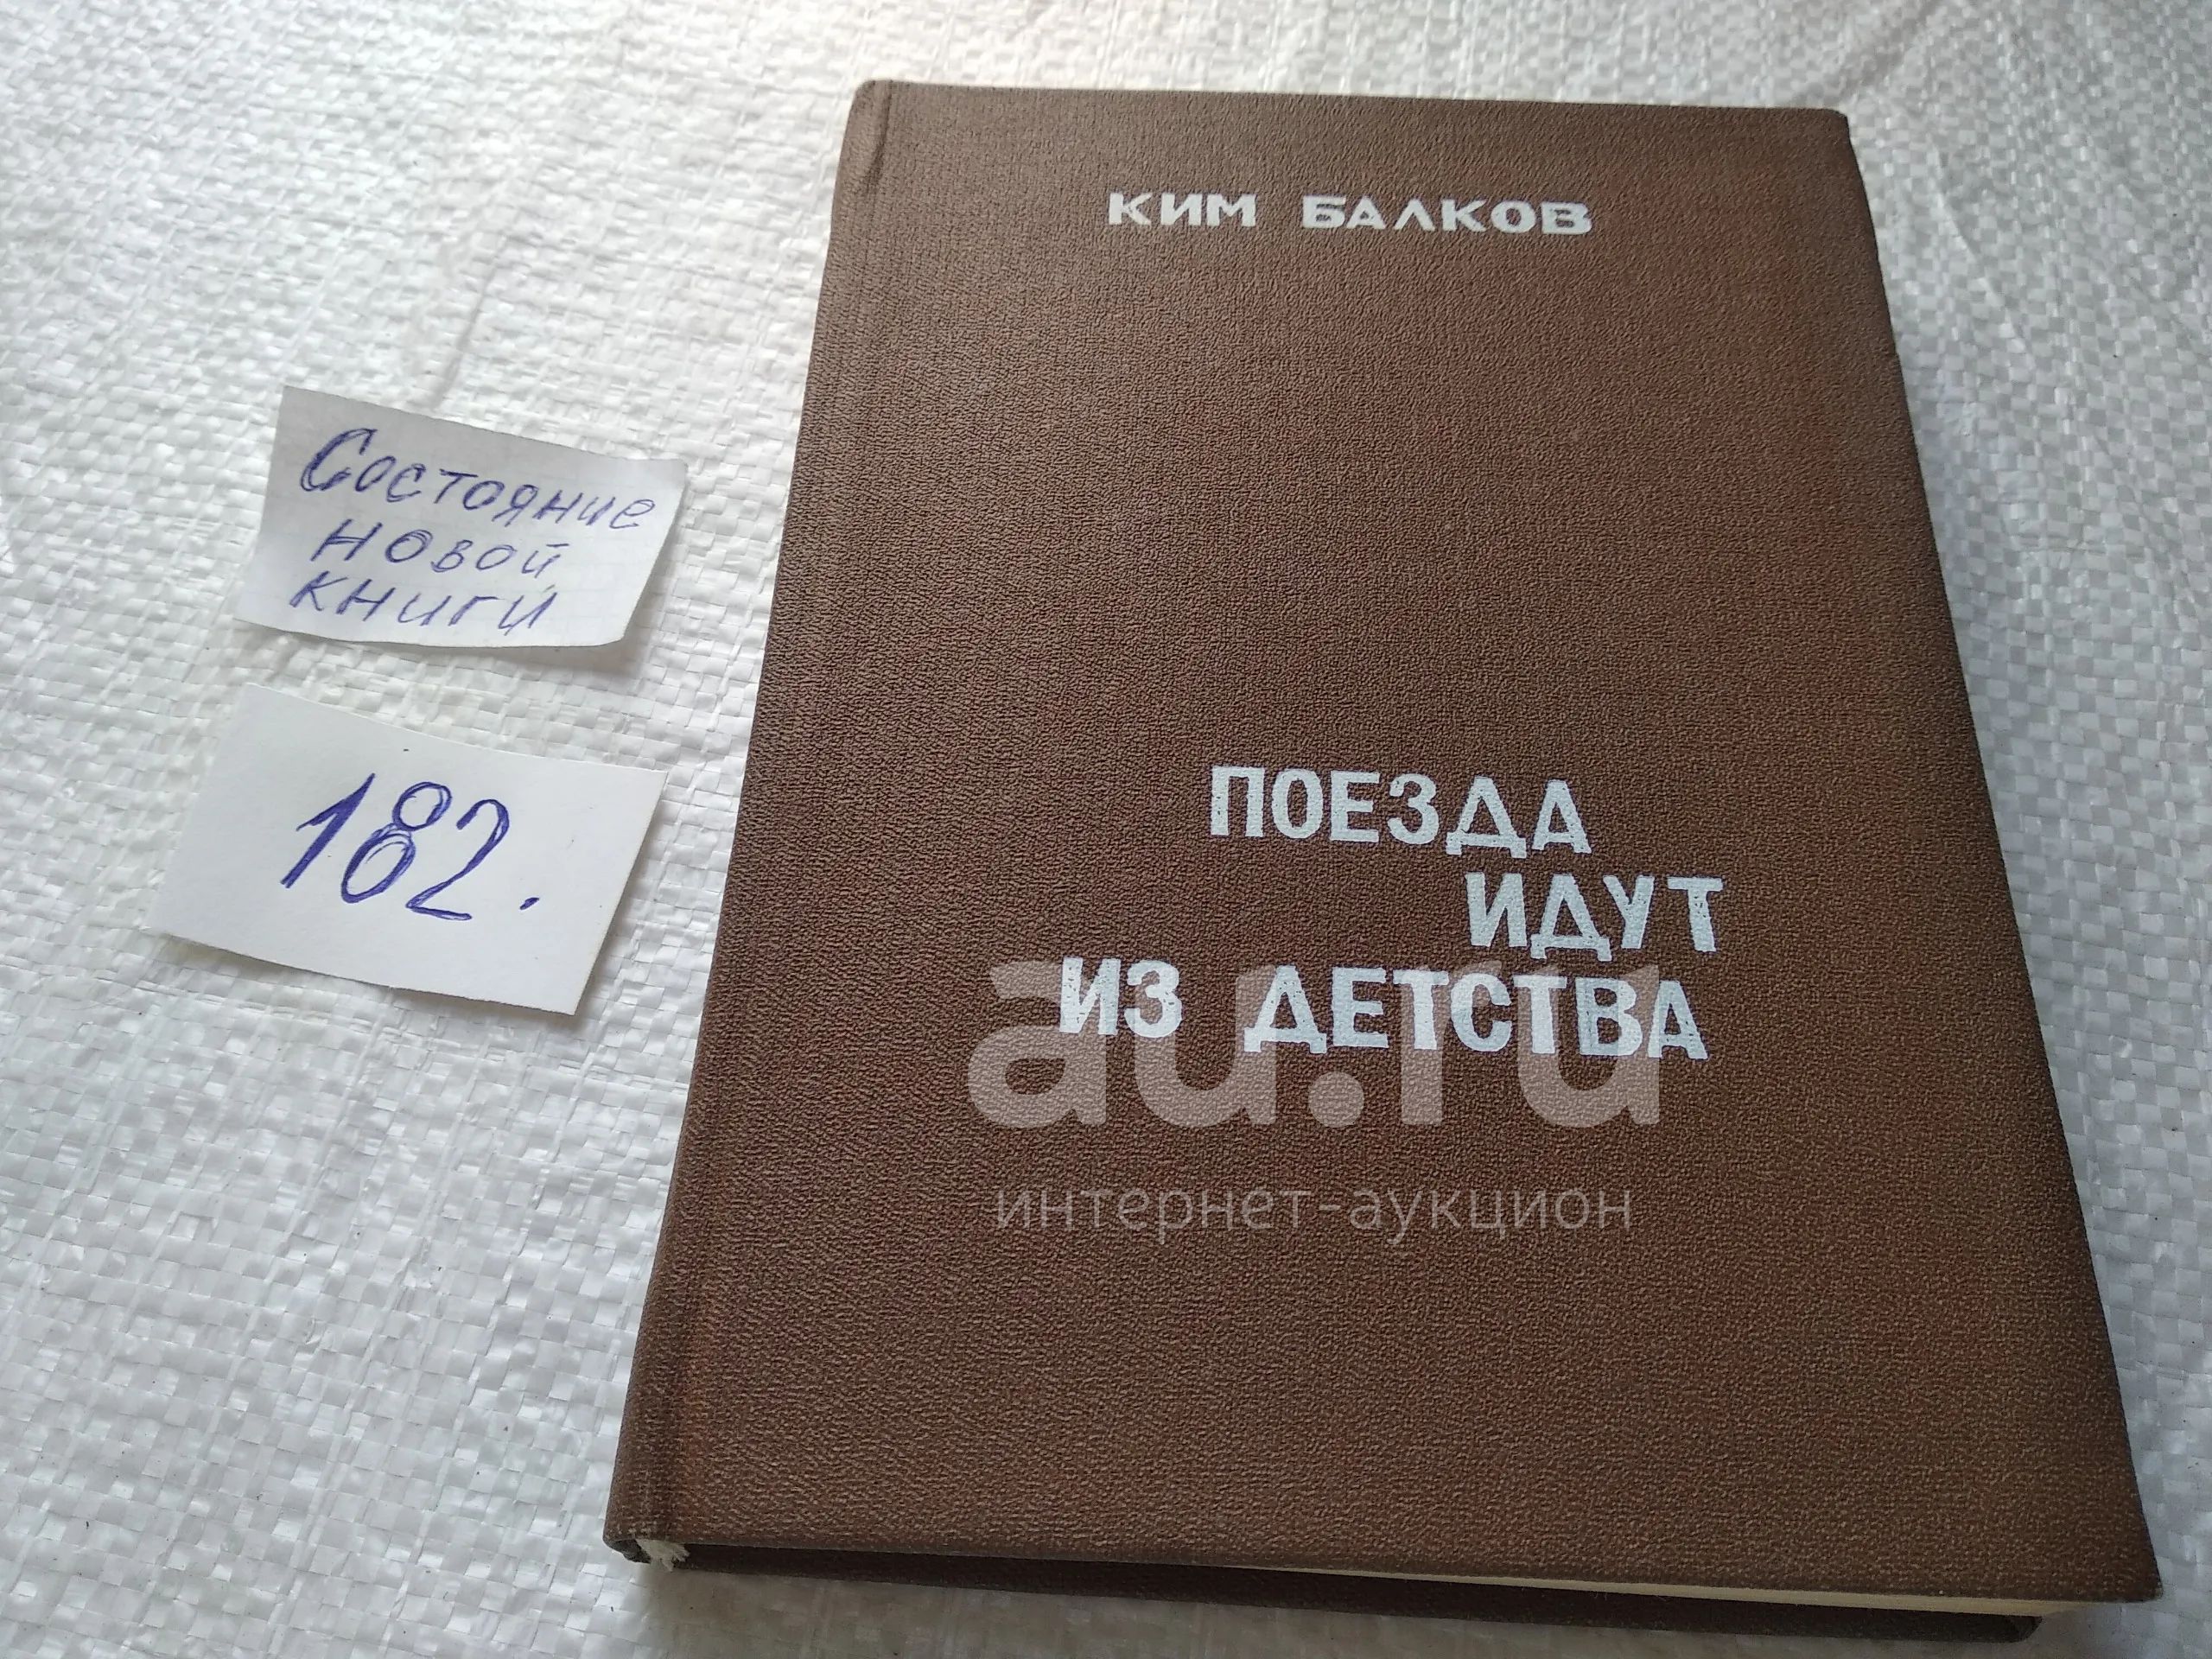 КИМ БАЛКОВ
ПОЕЗДА
ИДУТ
ИЗ ДЕТСТВА
Состояние
новой
книги
182.
au.ru
интернет-аукцион